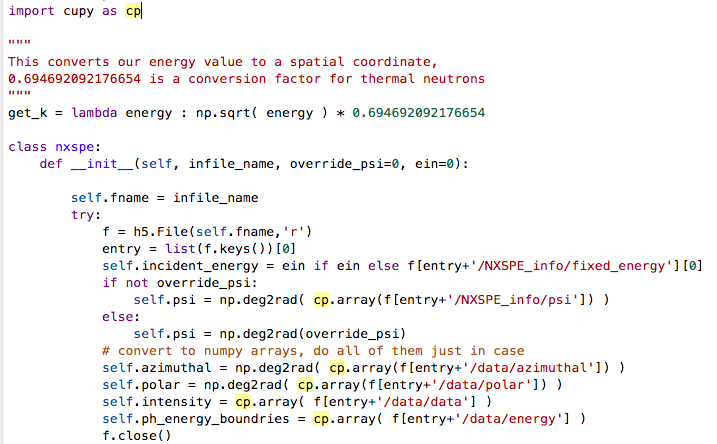 import cupy as cp
"""
This converts our energy value to a spatial coordinate,
0.694692092176654 is a conversion factor for thermal neutrons
"""
get_k = lambda energy : np.sqrt( energy ) * 0.694692092176654
class nxspe:
def __init__(self, infile_name, override_psi=0, ein=0):
self.fname = infile_name
try:
f = h5.File(self.fname,'r')
entry = list(f.keys())[0]
self.incident_energy = ein if ein else f[entry+'/NXSPE_info/fixed_energy'][0]
if not override_psi:
self.psi = np.deg2rad( cp.array(f[entry+'/NXSPE_info/psi']) )
else:
self.psi = np.deg2rad(override_psi)
# convert to numpy arrays, do all of them just in case
self.azimuthal = np.deg2rad( cp.array(f[entry+'/data/azimuthal']) )
self.polar = np.deg2rad( cp.array(f[entry+'/data/polar']) )
self.intensity = cp.array( f[entry+'/data/data'] )
self.ph_energy_boundries = cp.array( f[entry+'/data/energy'] )
f.close()